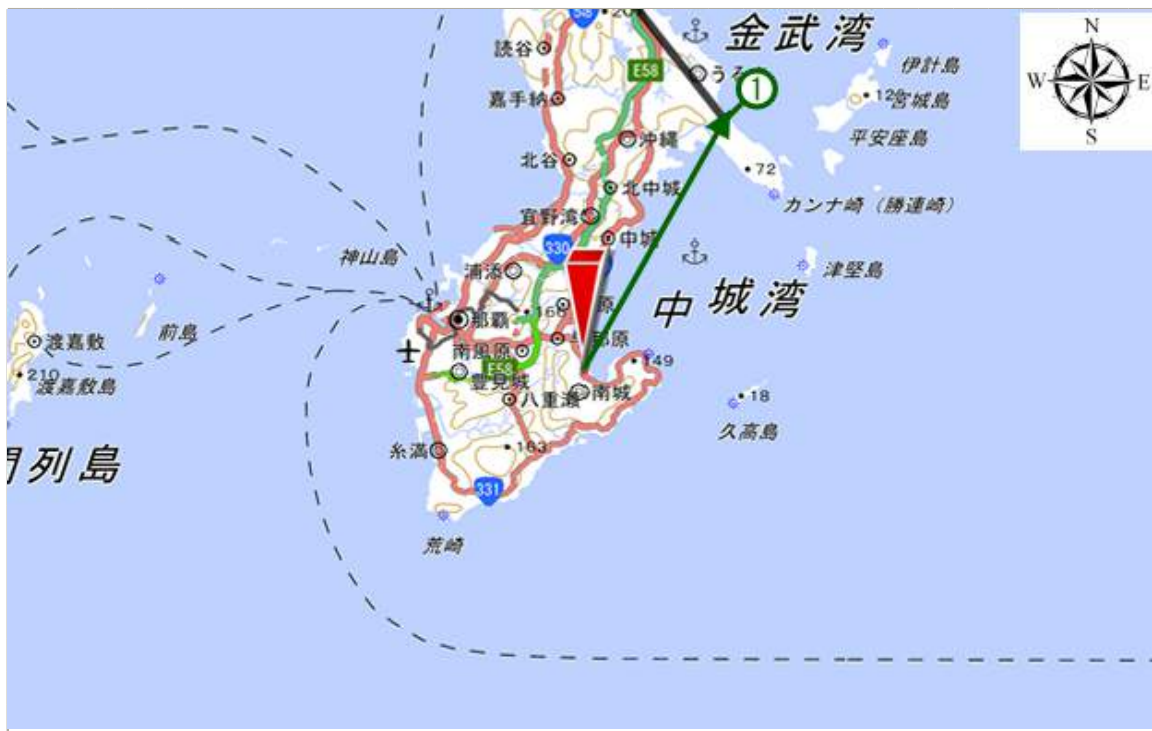 58
金武湾
N
W
E
S
読谷
E58
伊計島
①
宮城島
嘉手納
平安座島
沖縄
北谷
72
北中城
カンナ崎（勝連崎）
宜野湾
中城
330
神山島
浦添
津堅島
中城湾
那覇
前島
渡嘉敷
南風原
149
E58
豊見城
210
渡嘉敷島
南城
18
八重瀬
久高島
糸満
163
列島
331
荒崎